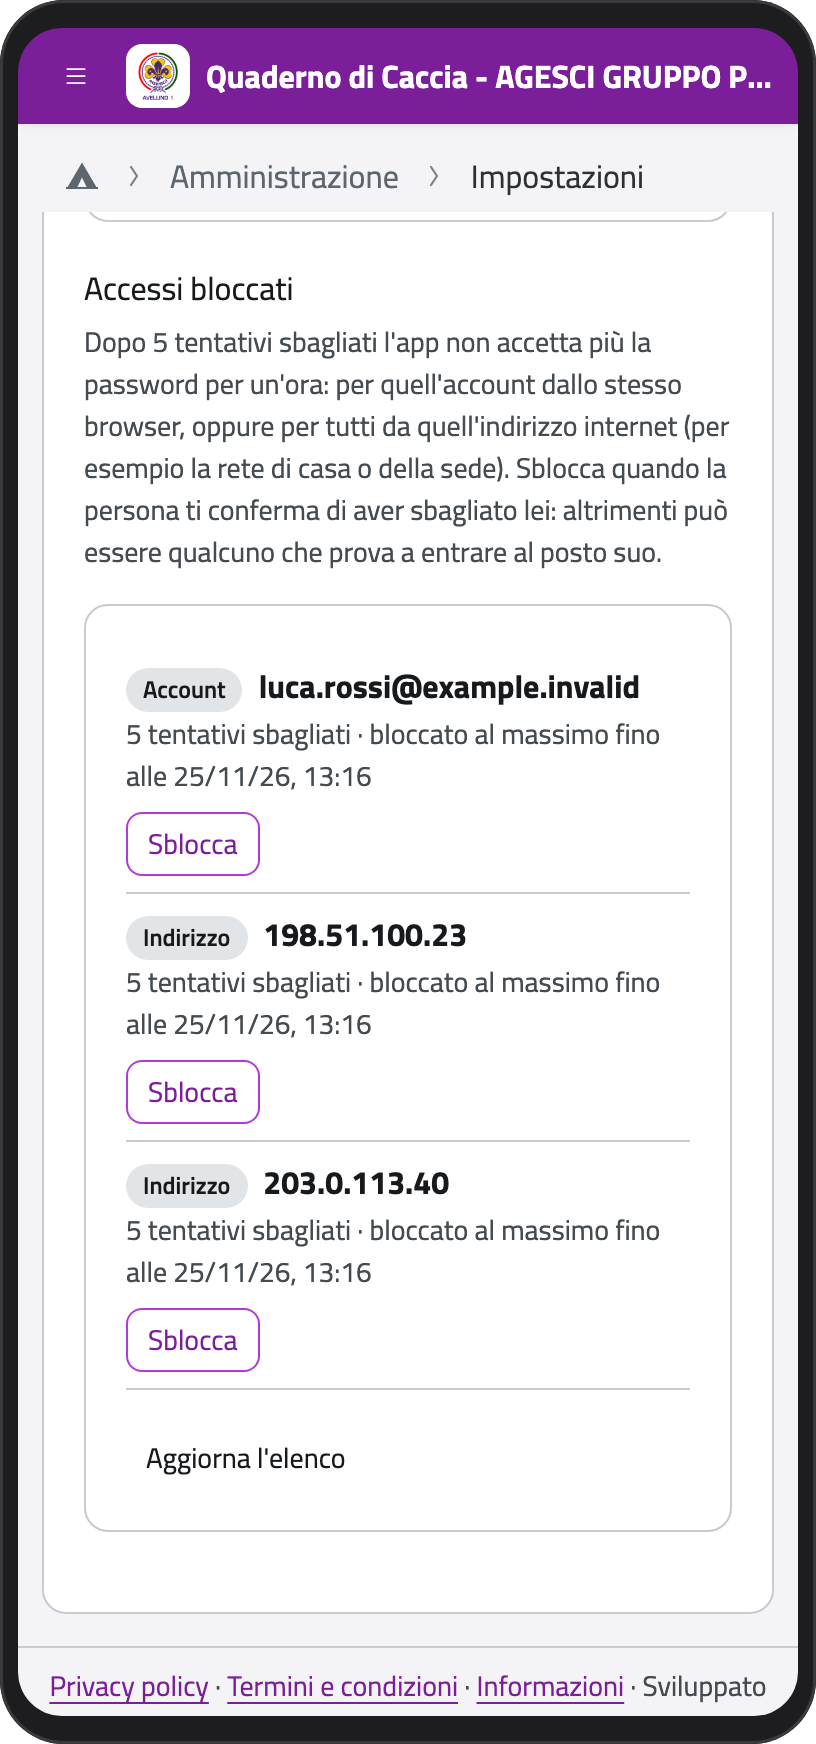 AVELLINO 1
Quaderno di Caccia - AGESCI GRUPPO P...
Amministrazione
Impostazioni
Accessi bloccati
Dopo 5 tentativi sbagliati l'app non accetta più la
password per un'ora: per quell'account dallo stesso
browser, oppure per tutti da quell'indirizzo internet (per
esempio la rete di casa o della sede). Sblocca quando la
persona ti conferma di aver sbagliato lei: altrimenti può
essere qualcuno che prova a entrare al posto suo.
Account luca.rossi@example.invalid
5 tentativi sbagliati · bloccato al massimo fino
alle 25/11/26, 13:16
Sblocca
Indirizzo 198.51.100.23
5 tentativi sbagliati · bloccato al massimo fino
alle 25/11/26, 13:16
Sblocca
Indirizzo 203.0.113.40
5 tentativi sbagliati · bloccato al massimo fino
alle 25/11/26, 13:16
Sblocca
Aggiorna l'elenco
Privacy policy · Termini e condizioni · Informazioni · Sviluppato